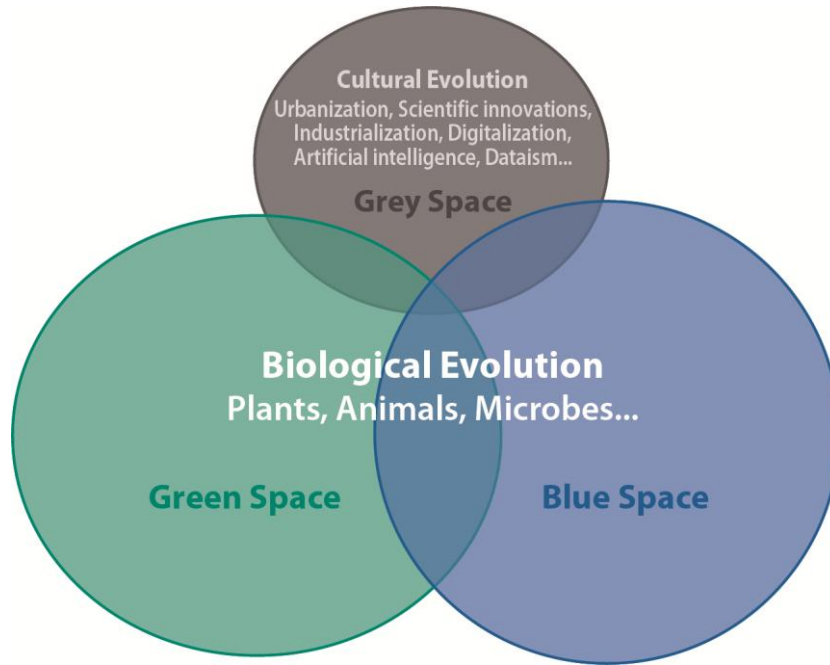 Cultural Evolution
Urbanization, Scientific innovations,
Industrialization, Digitalization,
Artificial intelligence, Dataism...
Grey Space
Biological Evolution
Plants, Animals, Microbes...
Green Space
Blue Space